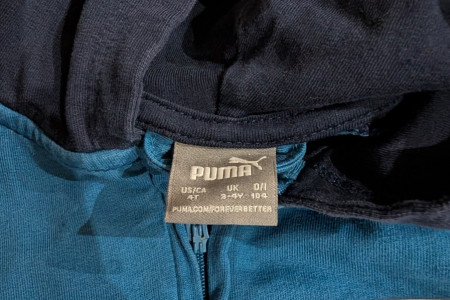 PUMA
US/CA UK D/I
4T 3-4Y 104
PUMA.COM/FOREVERBETTER